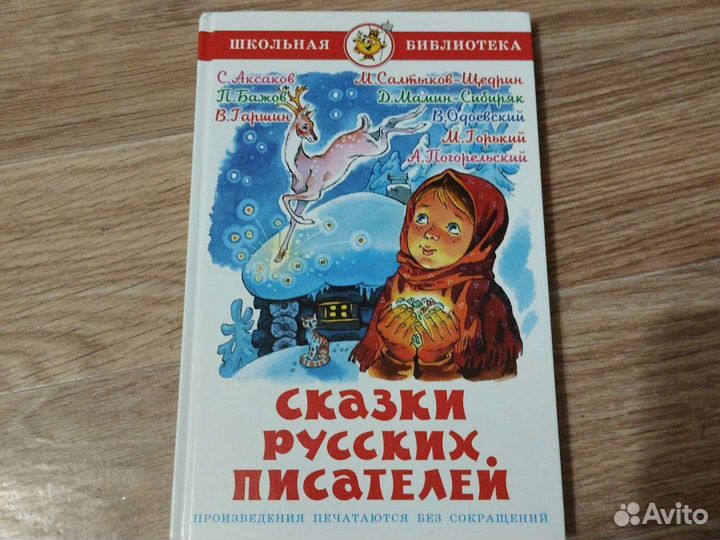 ШКОЛЬНАЯ БИБЛИОТЕКА
С. Аксаков
П. Бажов
В. Гаршин
М. Салтыков-Щедрин
Д. Мамин-Сибиряк
В. Одоевский
М. Горький
А. Погорельский
Сказки
русских
писателей
ПРОИЗВЕДЕНИЯ ПЕЧАТАЮТСЯ БЕЗ СОКРАЩЕНИЙ
Avito